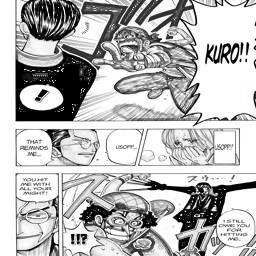 KURO!!
USOPP!!
USOPP...
THAT
REMINDS
ME...
I STILL
OWE YOU
FOR
HITTING
ME.
!!?
YOU HIT
ME WITH
ALL YOUR
MIGHT!